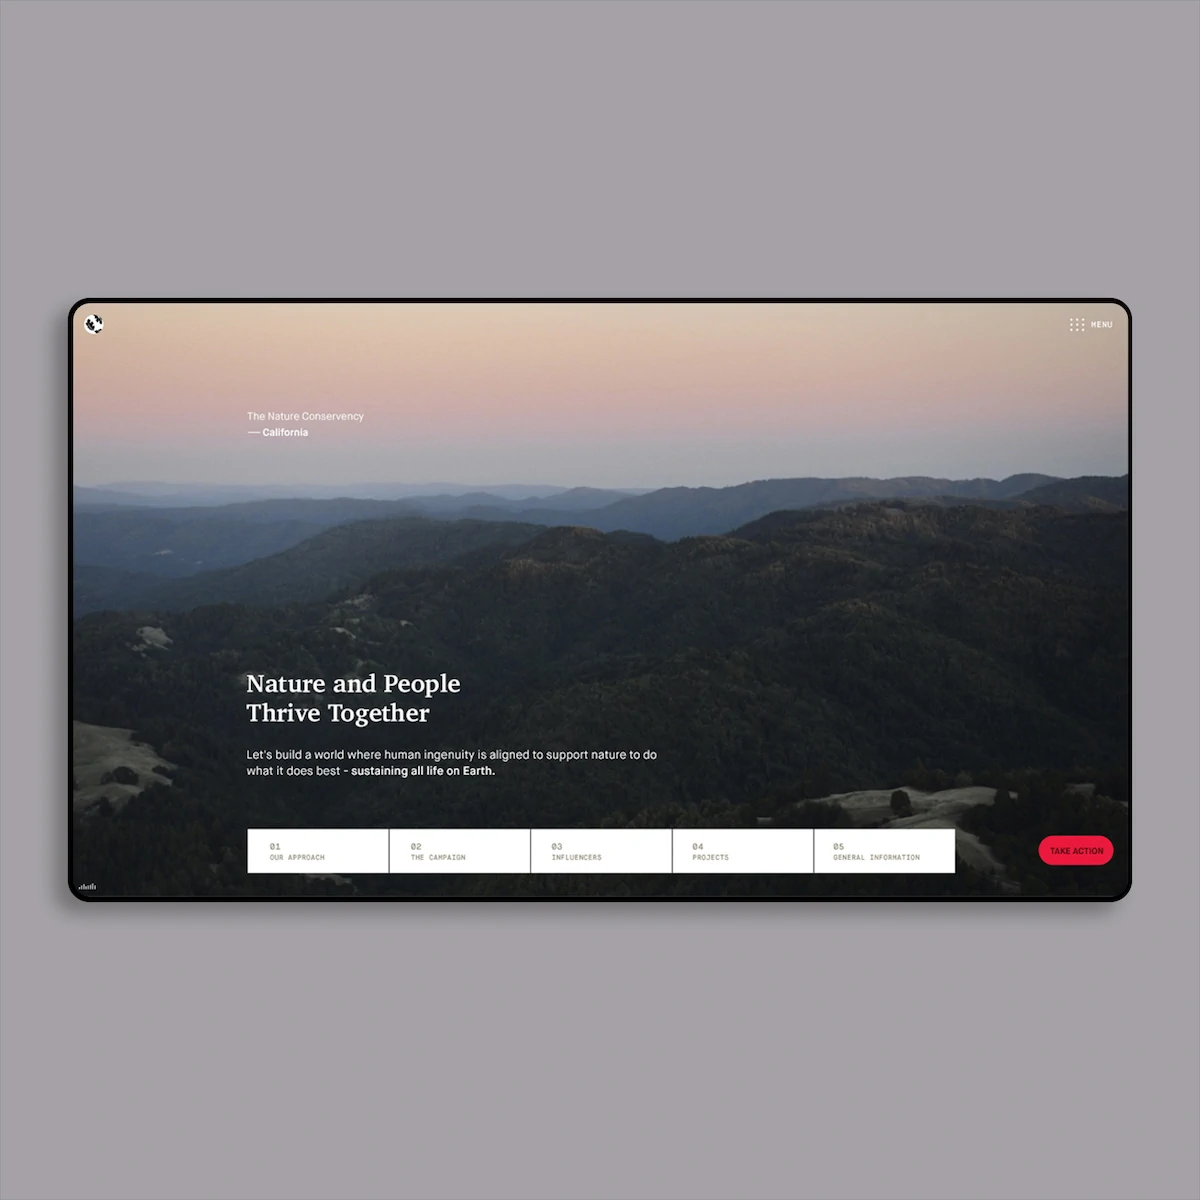 MENU
The Nature Conservency
— California
Nature and People
Thrive Together
Let's build a world where human ingenuity is aligned to support nature to do
what it does best - sustaining all life on Earth.
01
OUR APPROACH
02
THE CAMPAIGN
03
INFLUENCERS
04
PROJECTS
05
GENERAL INFORMATION
TAKE ACTION